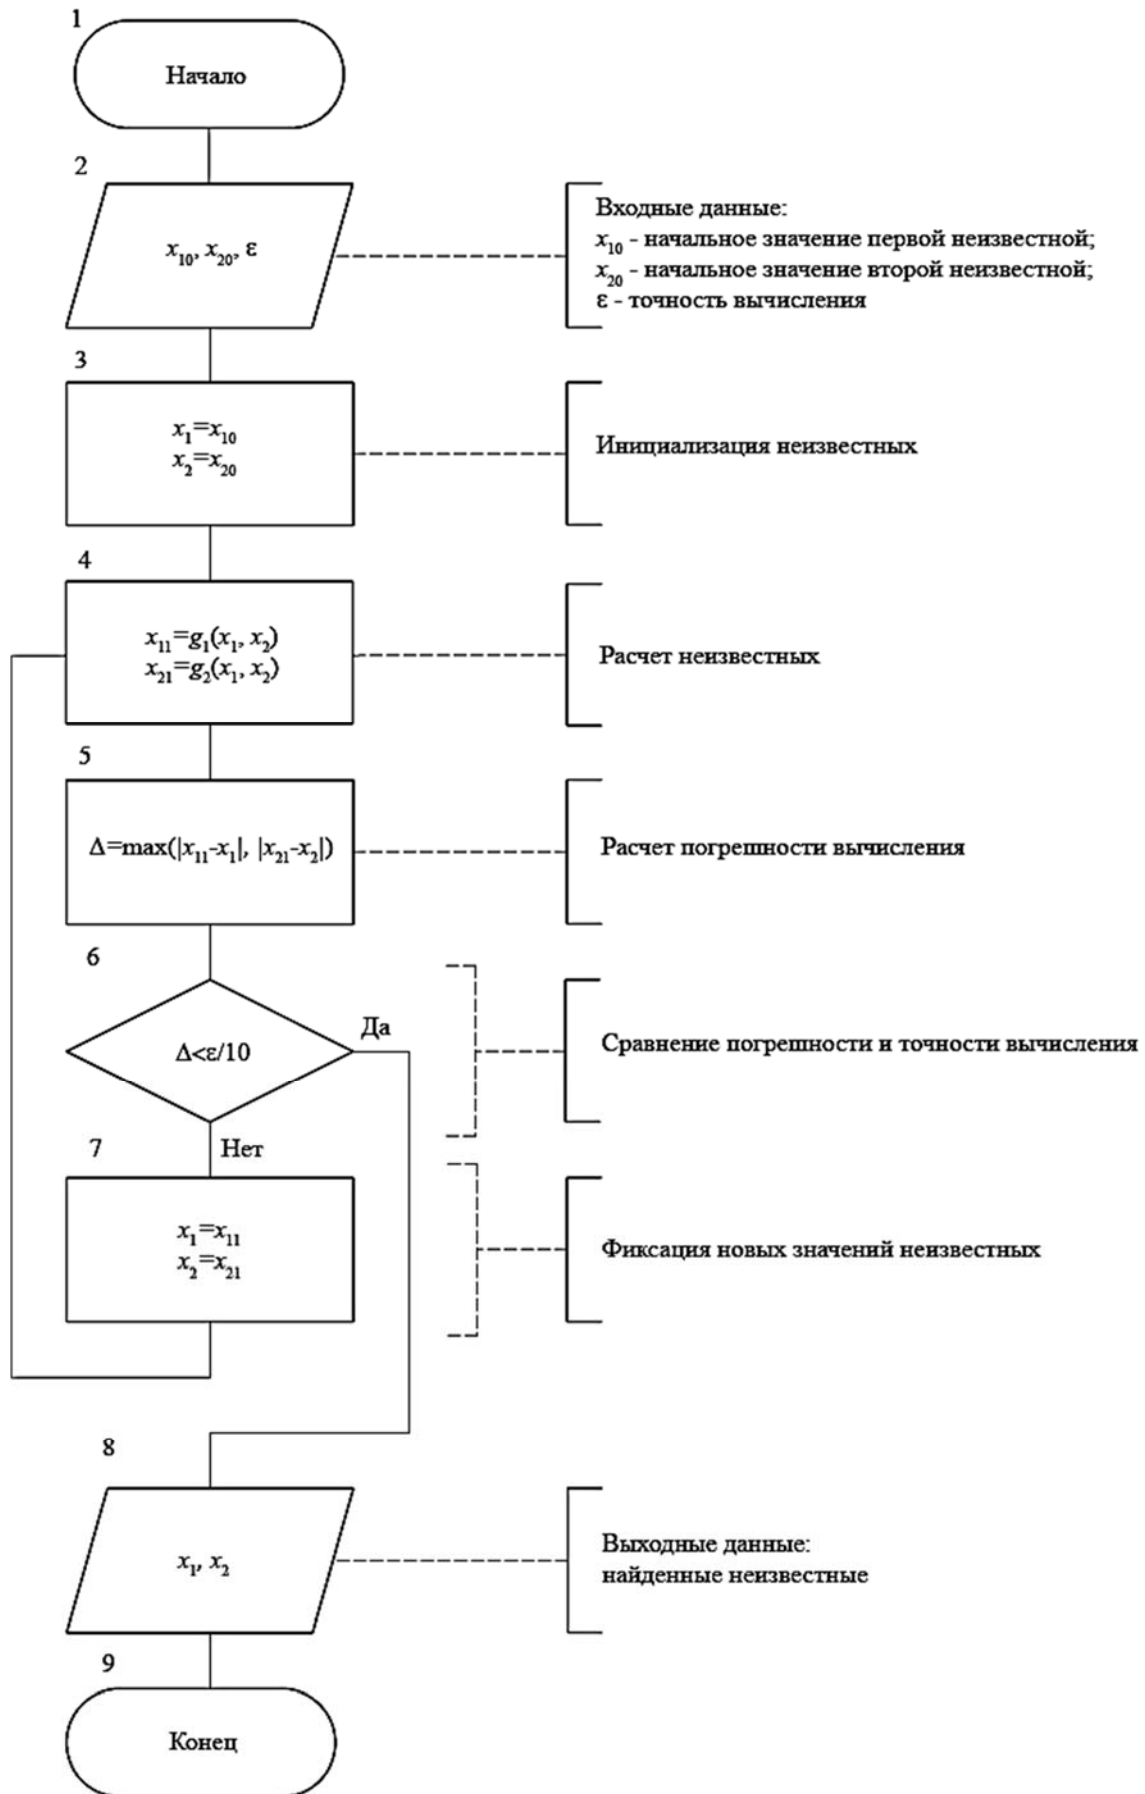 1
Начало
2
x₁₀, x₂₀, ε
Входные данные:
x₁₀ - начальное значение первой неизвестной;
x₂₀ - начальное значение второй неизвестной;
ε - точность вычисления
3
x₁=x₁₀
x₂=x₂₀
Инициализация неизвестных
4
x₁₁=g₁(x₁, x₂)
x₂₁=g₂(x₁, x₂)
Расчет неизвестных
5
Δ=max(|x₁₁-x₁|, |x₂₁-x₂|)
Расчет погрешности вычисления
6
Δ<ε/10
Да
Сравнение погрешности и точности вычисления
Нет
7
x₁=x₁₁
x₂=x₂₁
Фиксация новых значений неизвестных
8
x₁, x₂
Выходные данные:
найденные неизвестные
9
Конец